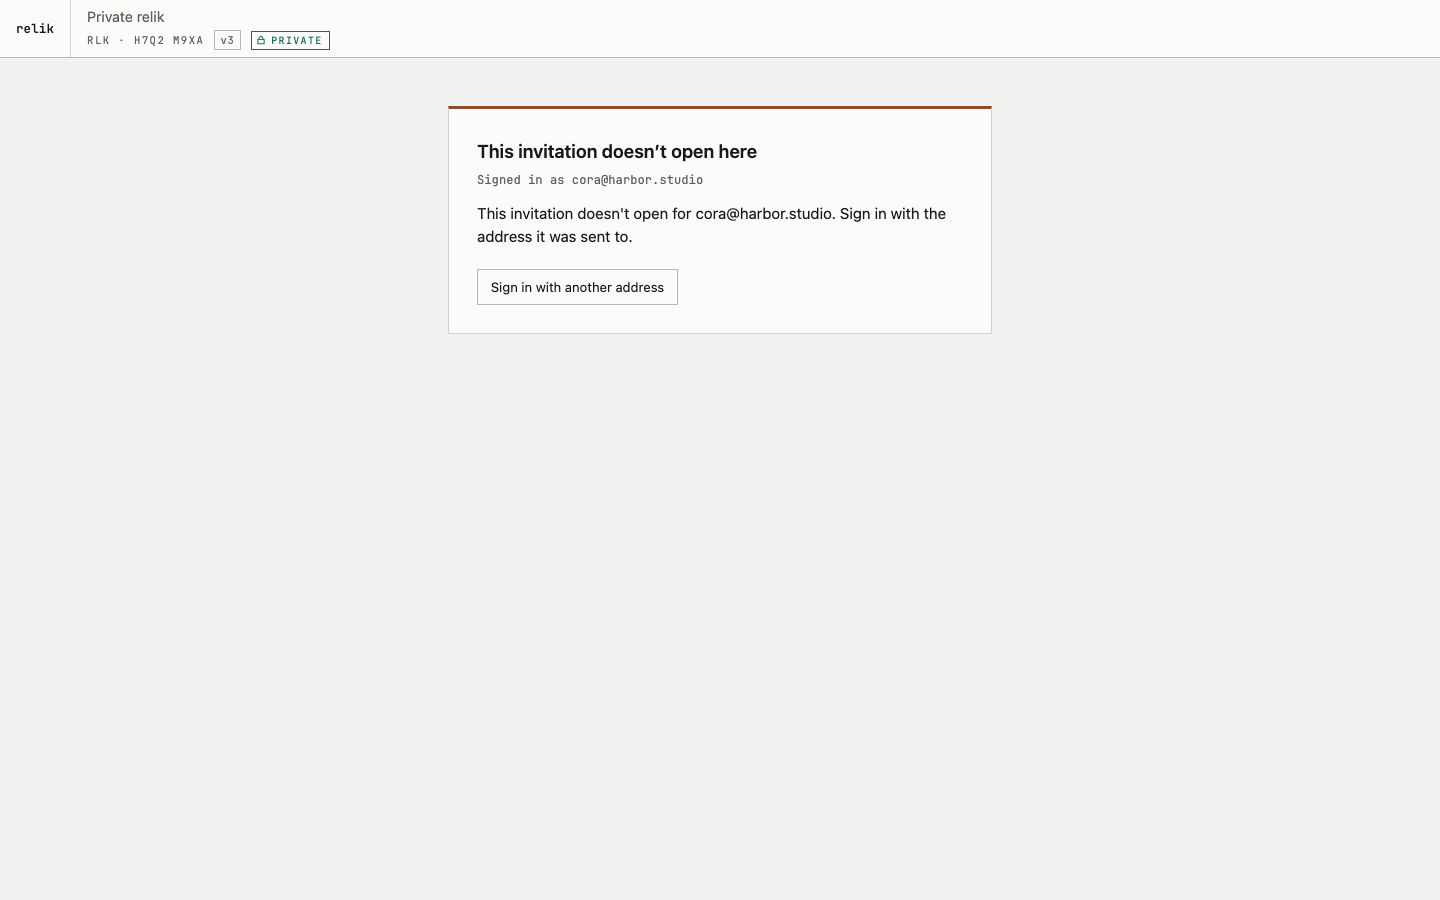 relik
Private relik
RLK · H7Q2 M9XA v3 PRIVATE
This invitation doesn’t open here
Signed in as cora@harbor.studio
This invitation doesn't open for cora@harbor.studio. Sign in with the
address it was sent to.
Sign in with another address